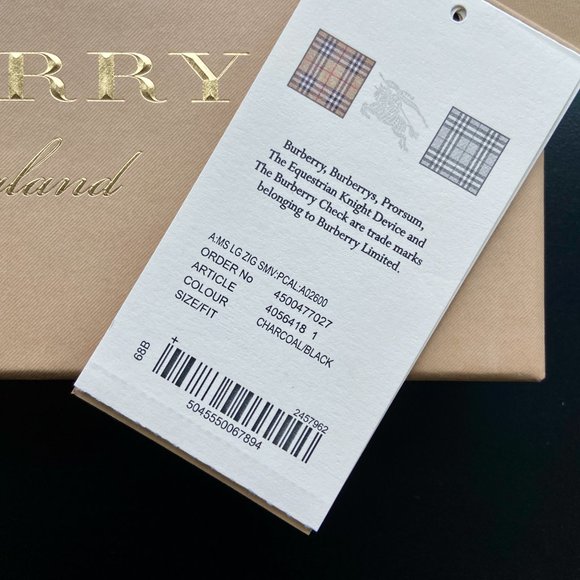 RRY
gland
Burberry, Burberrys, Prorsum,
The Equestrian Knight Device and
The Burberry Check are trade marks
belonging to Burberry Limited.
A:MS LG ZIG SMV:PCAL:A02600
ORDER No 4500477027
ARTICLE 4056418 1
COLOUR CHARCOAL/BLACK
SIZE/FIT
68B
+
2457962
5045550067894